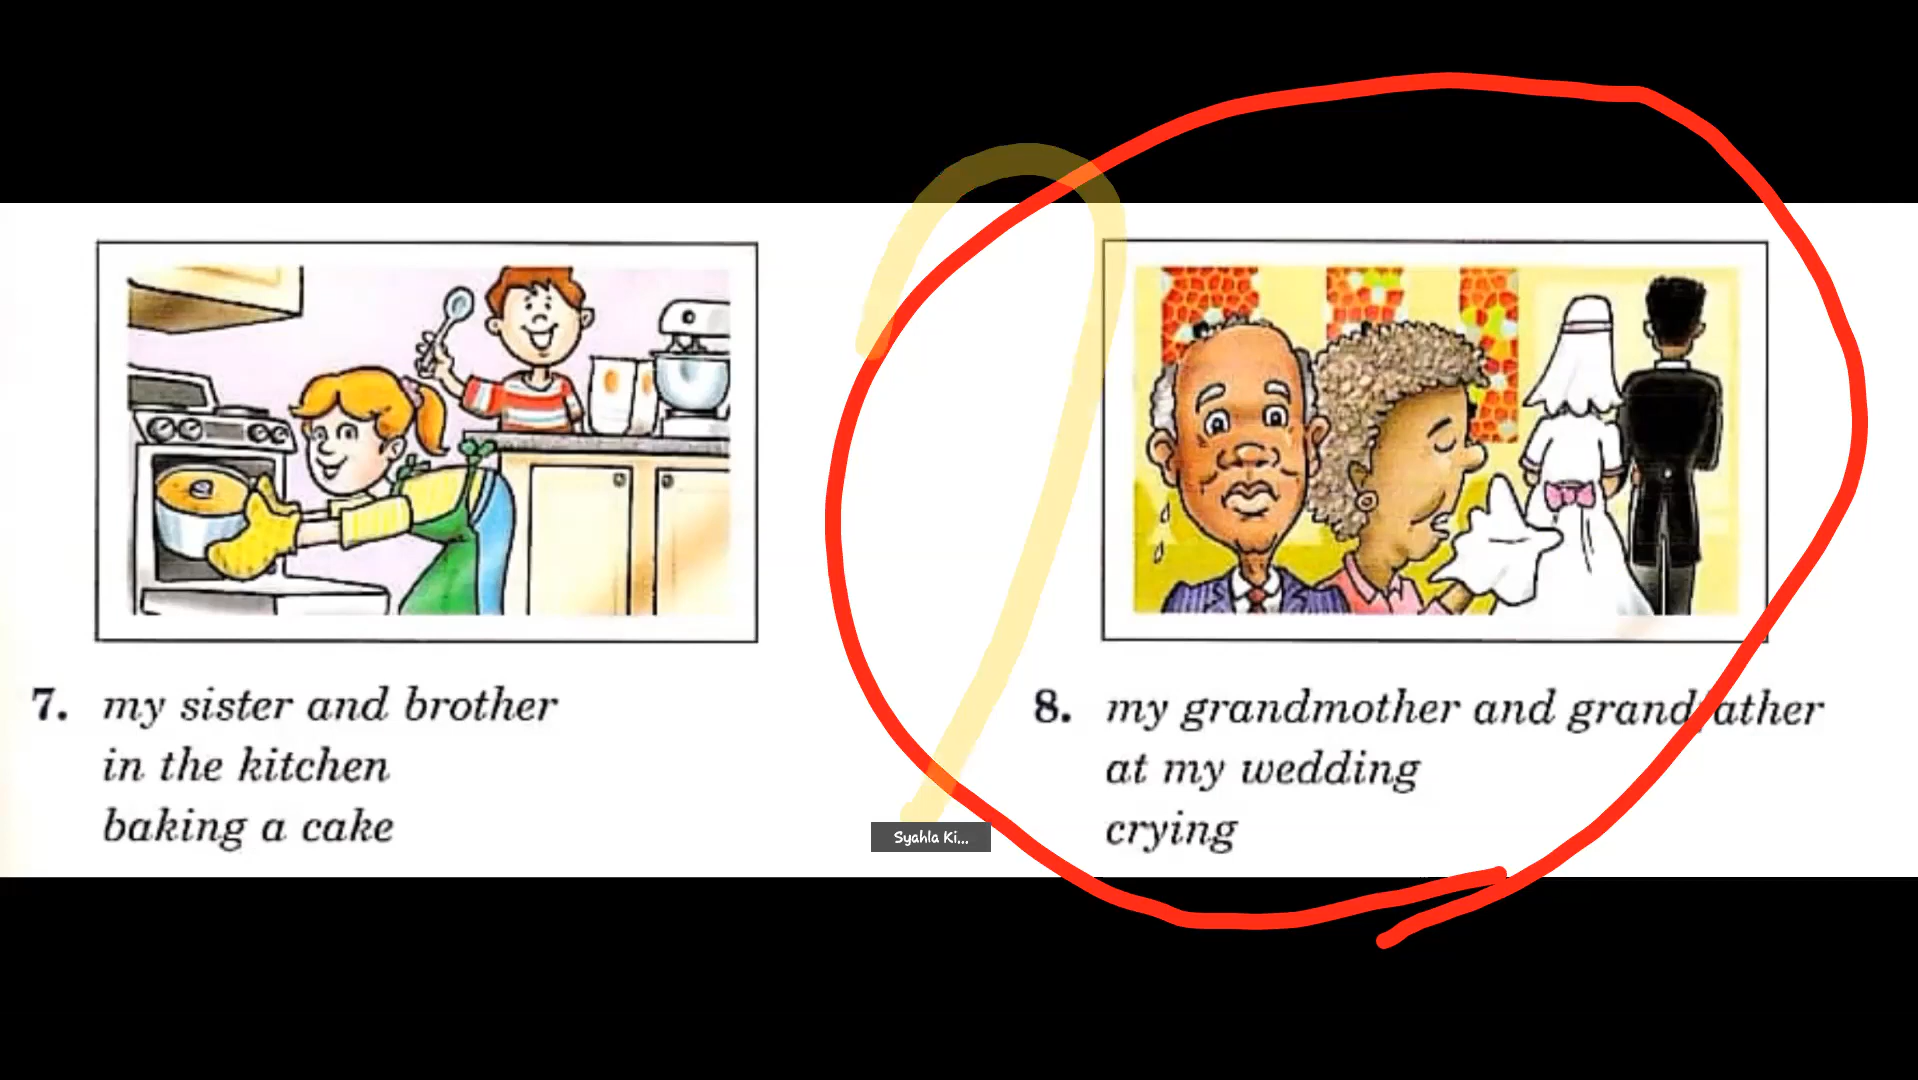 7. my sister and brother
in the kitchen
baking a cake
8. my grandmother and grandfather
at my wedding
crying
Syahla Ki...